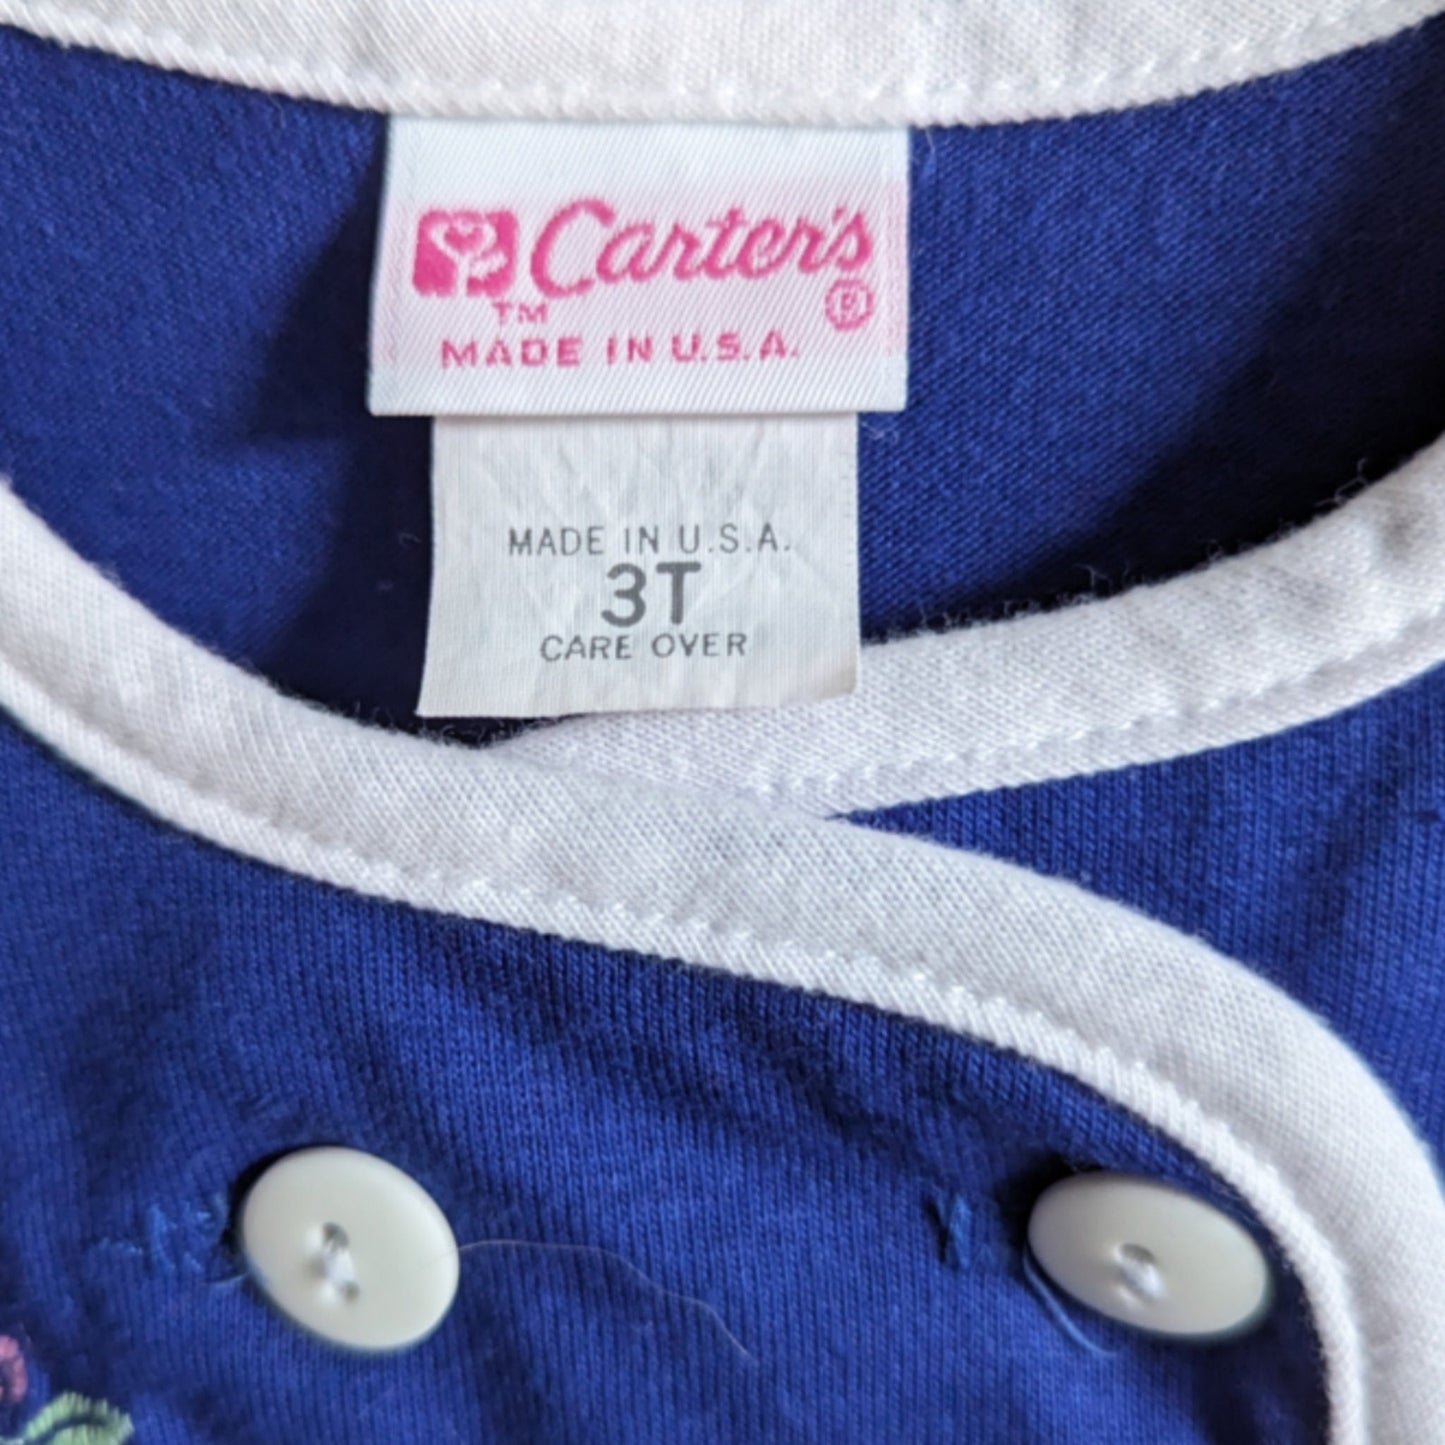 Carter's
TM ®
MADE IN U.S.A.
MADE IN U.S.A.
3T
CARE OVER